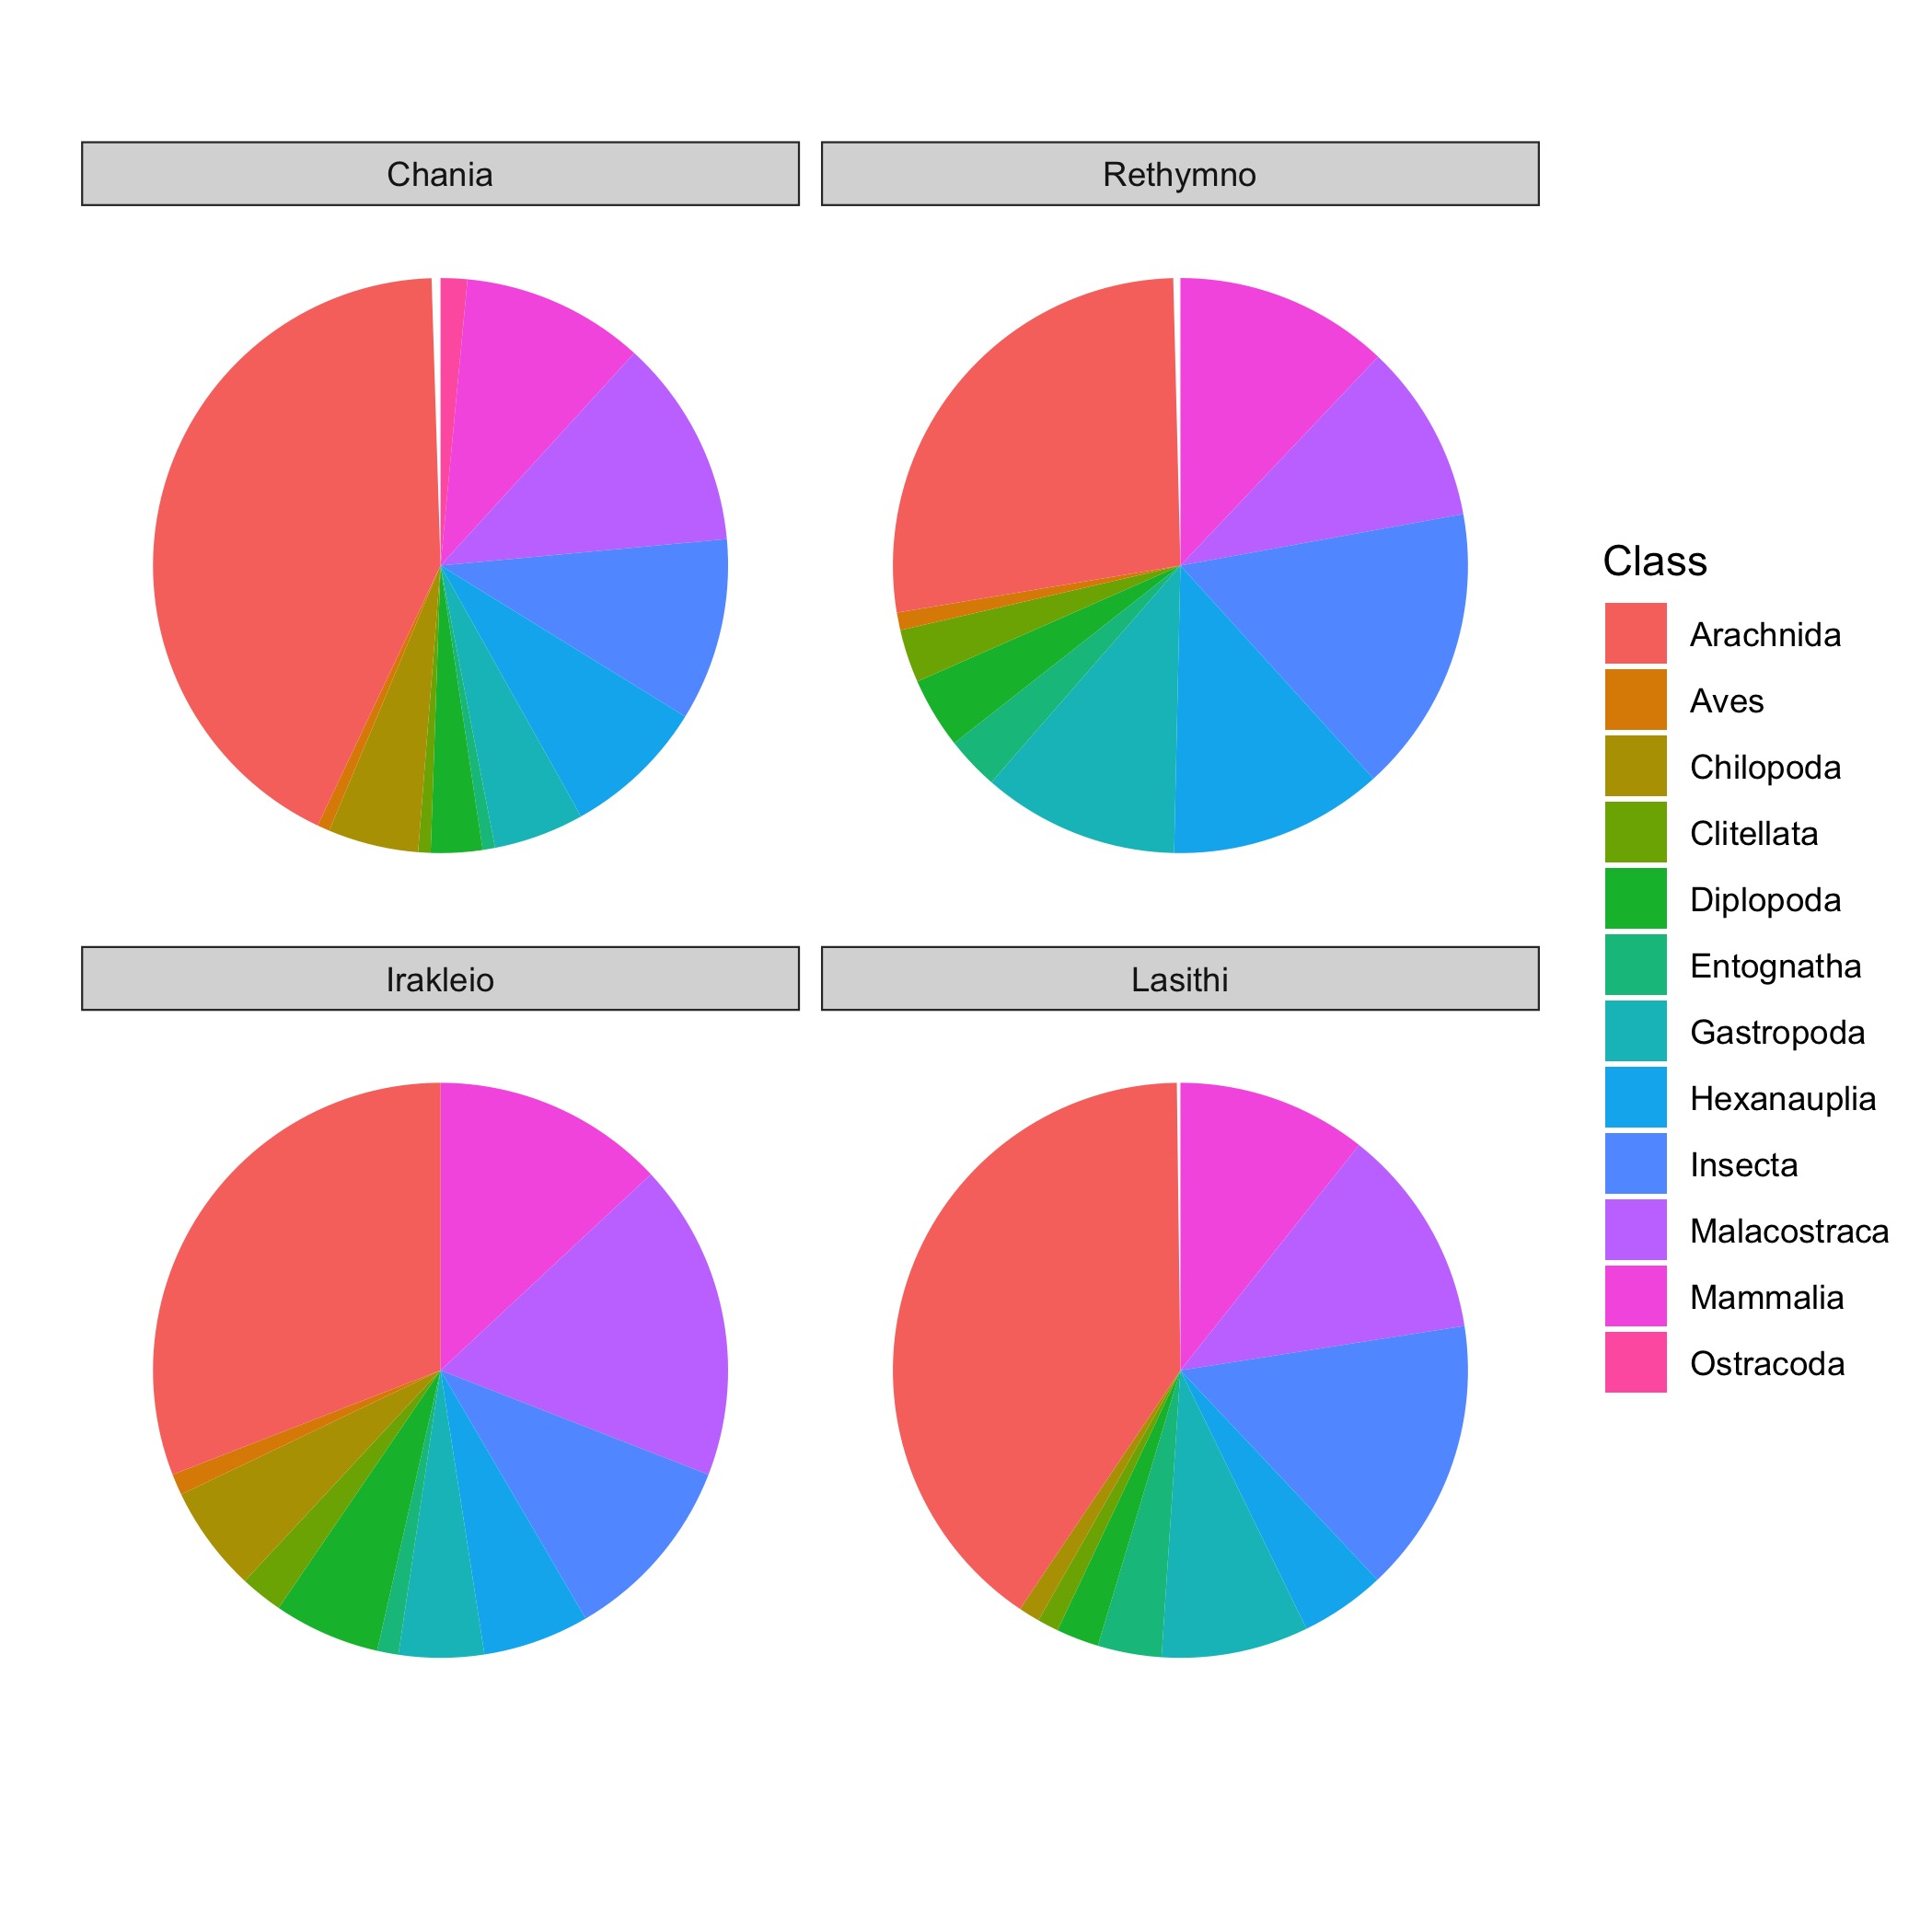 Chania
Rethymno
Irakleio
Lasithi
Class
Arachnida
Aves
Chilopoda
Clitellata
Diplopoda
Entognatha
Gastropoda
Hexanauplia
Insecta
Malacostraca
Mammalia
Ostracoda